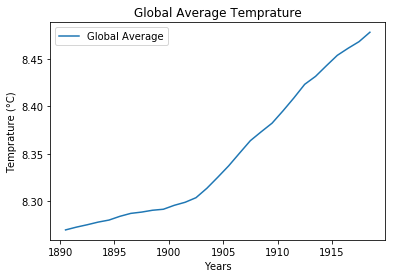 Global Average Temprature
Global Average
8.45
8.40
8.35
8.30
Temprature (°C)
1890 1895 1900 1905 1910 1915
Years